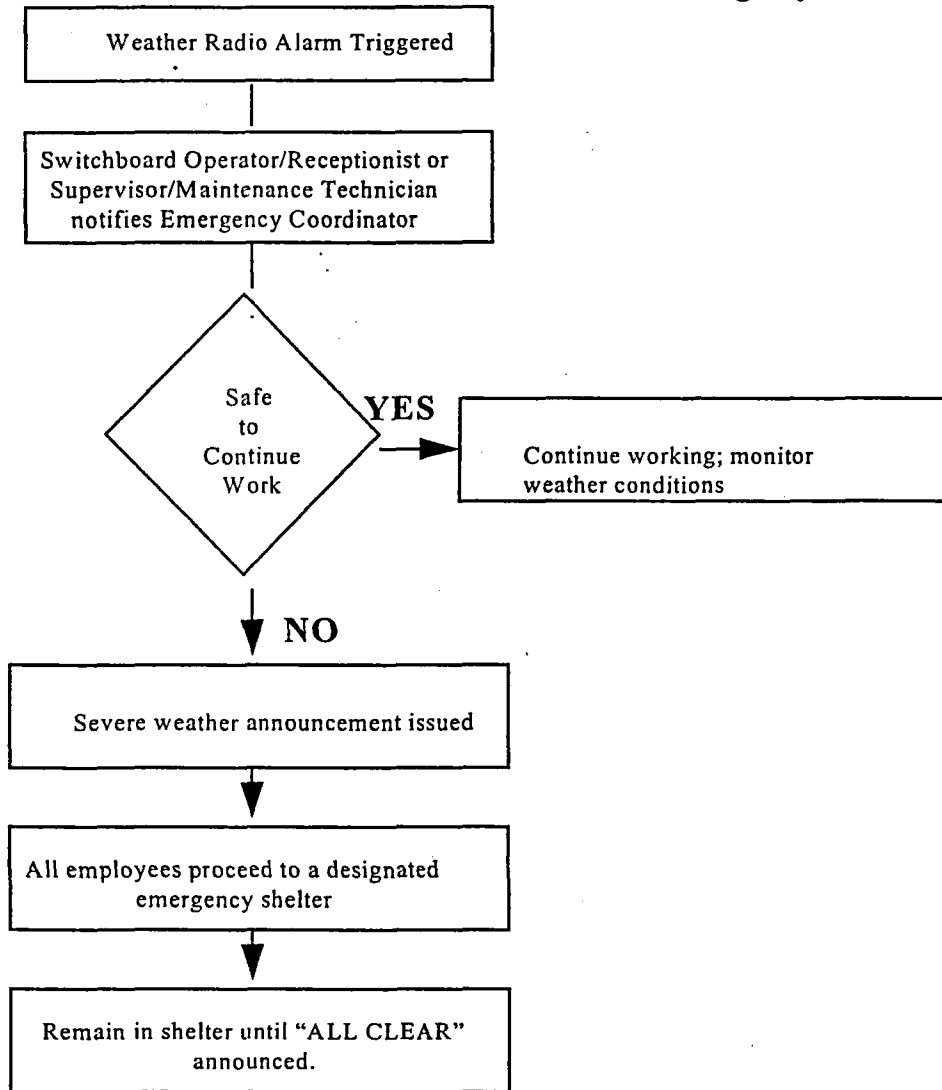 Weather Radio Alarm Triggered
Switchboard Operator/Receptionist or
Supervisor/Maintenance Technician
notifies Emergency Coordinator
Safe
to
Continue
Work
YES
Continue working; monitor
weather conditions
NO
Severe weather announcement issued
All employees proceed to a designated
emergency shelter
Remain in shelter until “ALL CLEAR”
announced.